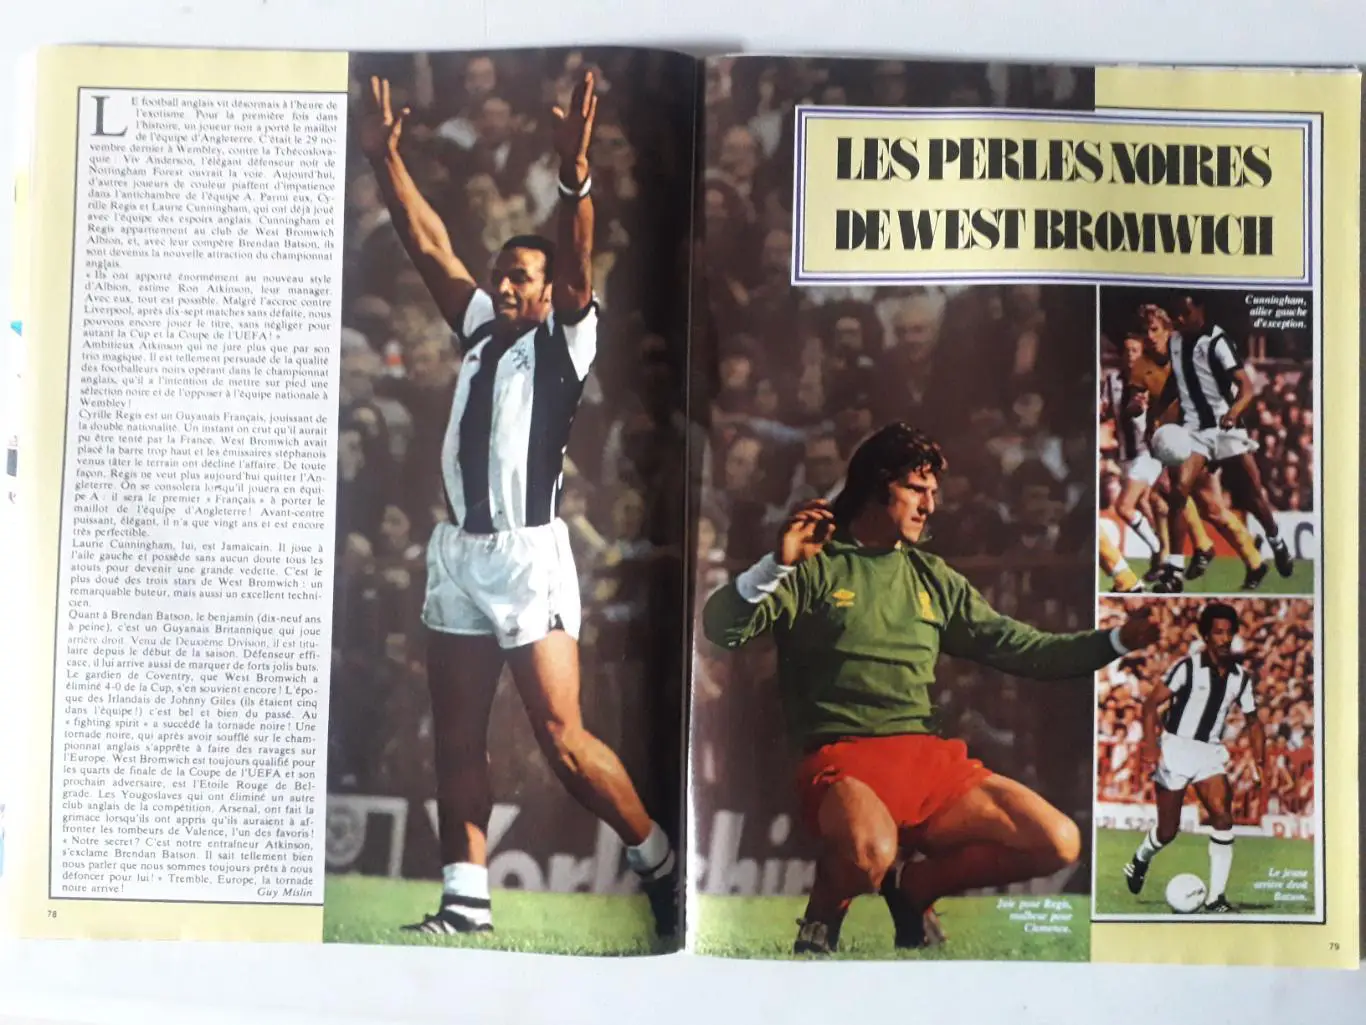 LE football anglais vit désormais à l'heure de
l'exotisme. Pour la première fois dans
l'histoire, un joueur noir a porté le maillot
de l'équipe d'Angleterre. C'était le 29 no-
vembre dernier à Wembley, contre la Tchécoslova-
quie : Viv Anderson, l'élégant défenseur noir de
Nottingham Forest ouvrait la voie. Aujourd'hui,
d'autres joueurs de couleur piaffent d'impatience
dans l'antichambre de l'équipe A. Parmi eux, Cy-
rille Regis et Laurie Cunningham, qui ont déjà joué
avec l'équipe des espoirs anglais. Cunningham et
Regis appartiennent au club de West Bromwich
Albion, et, avec leur compère Brendan Batson, ils
sont devenus la nouvelle attraction du championnat
anglais.
« Ils ont apporté énormément au nouveau style
d'Albion, estime Ron Atkinson, leur manager.
Avec eux, tout est possible. Malgré l'accroc contre
Liverpool, après dix-sept matches sans défaite, nous
pouvons encore jouer le titre, sans négliger pour
autant la Cup et la Coupe de l'UEFA! »
Ambitieux Atkinson qui ne jure plus que par son
trio magique. Il est tellement persuadé de la qualité
des footballeurs noirs opérant dans le championnat
anglais, qu'il a l'intention de mettre sur pied une
sélection noire et de l'opposer à l'équipe nationale à
Wembley!
Cyrille Regis est un Guyanais Français, jouissant de
la double nationalité. Un instant on crut qu'il aurait
pu être tenté par la France. West Bromwich avait
placé la barre trop haut et les émissaires stéphanois
venus tâter le terrain ont décliné l'affaire. De toute
façon, Regis ne veut plus aujourd'hui quitter l'An-
gleterre. On se consolera lorsqu'il jouera en équi-
pe A : il sera le premier « Français » à porter le
maillot de l'équipe d'Angleterre! Avant-centre
puissant, élégant, il n'a que vingt ans et est encore
très perfectible.
Laurie Cunningham, lui, est Jamaïcain. Il joue à
l'aile gauche et possède sans aucun doute tous les
atouts pour devenir une grande vedette. C'est le
plus doué des trois stars de West Bromwich : un
remarquable buteur, mais aussi un excellent techni-
cien.
Quant à Brendan Batson, le benjamin (dix-neuf ans
à peine), c'est un Guyanais Britannique qui joue
arrière droit. Venu de Deuxième Division, il est titu-
laire depuis le début de la saison. Défenseur effi-
cace, il lui arrive aussi de marquer de forts jolis buts.
Le gardien de Coventry, que West Bromwich a
éliminé 4-0 de la Cup, s'en souvient encore! L'épo-
que des Irlandais de Johnny Giles (ils étaient cinq
dans l'équipe!) c'est bel et bien du passé. Au
« fighting spirit » a succédé la tornade noire! Une
tornade noire, qui après avoir soufflé sur le cham-
pionnat anglais s'apprête à faire des ravages sur
l'Europe. West Bromwich est toujours qualifié pour
les quarts de finale de la Coupe de l'UEFA et son
prochain adversaire, est l'Etoile Rouge de Bel-
grade. Les Yougoslaves qui ont éliminé un autre
club anglais de la compétition, Arsenal, ont fait la
grimace lorsqu'ils ont appris qu'ils auraient à af-
fronter les tombeurs de Valence, l'un des favoris!
« Notre secret? C'est notre entraîneur Atkinson,
s'exclame Brendan Batson. Il sait tellement bien
nous parler que nous sommes toujours prêts à nous
défoncer pour lui! » Tremble, Europe, la tornade
noire arrive!
Guy Mislin
78
LES PERLES NOIRES
DE WEST BROMWICH
Cunningham,
ailier gauche
d'exception.
Joie pour Regis,
malheur pour
Clemence.
Le jeune
arrière droit
Batson.
79
Yorkshire